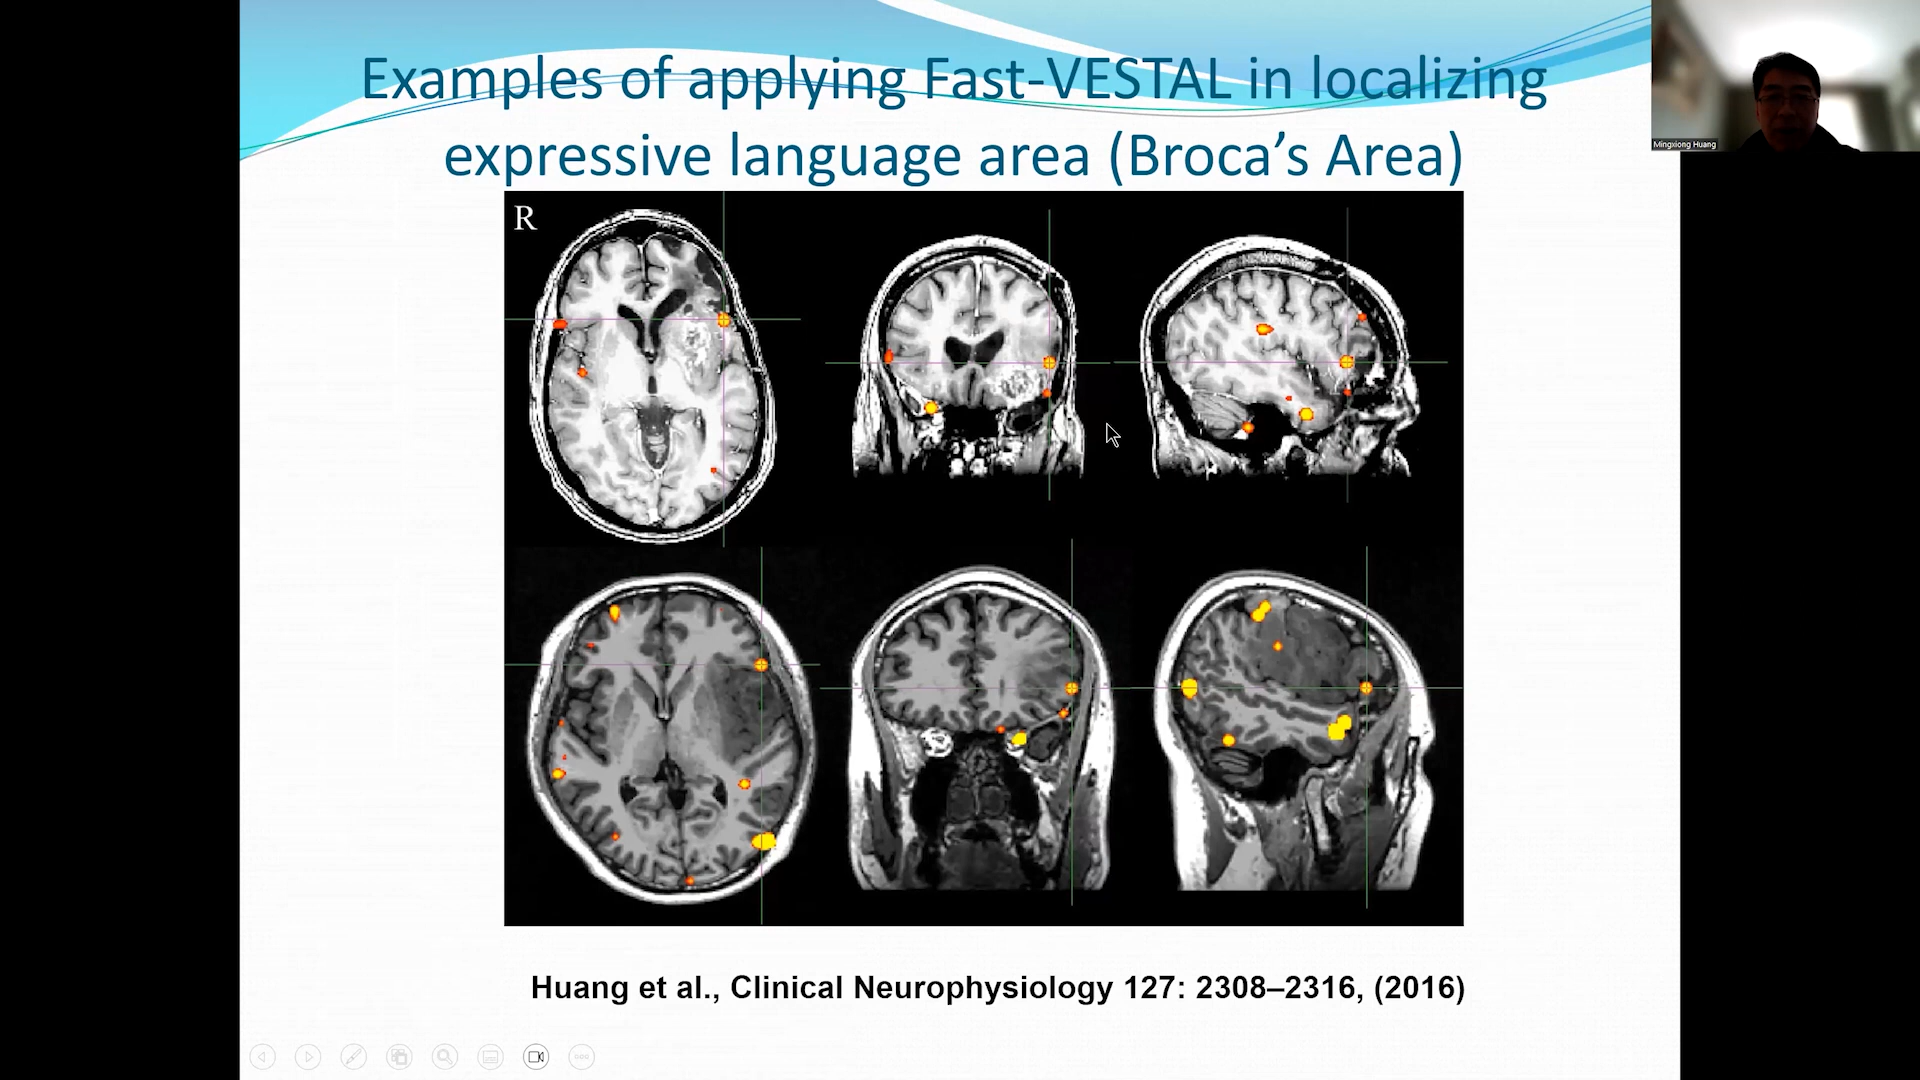 Examples of applying Fast-VESTAL in localizing
expressive language area (Broca’s Area)
Mingxiong Huang
R
Huang et al., Clinical Neurophysiology 127: 2308–2316, (2016)